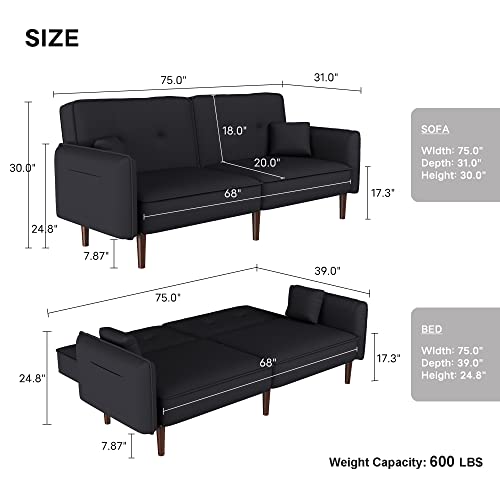 SIZE
75.0"
31.0"
18.0"
30.0"
20.0"
68"
17.3"
24.8"
7.87"
SOFA
Width: 75.0"
Depth: 31.0"
Height: 30.0"
39.0"
75.0"
68"
17.3"
24.8"
7.87"
BED
Width: 75.0"
Depth: 39.0"
Height: 24.8"
Weight Capacity: 600 LBS